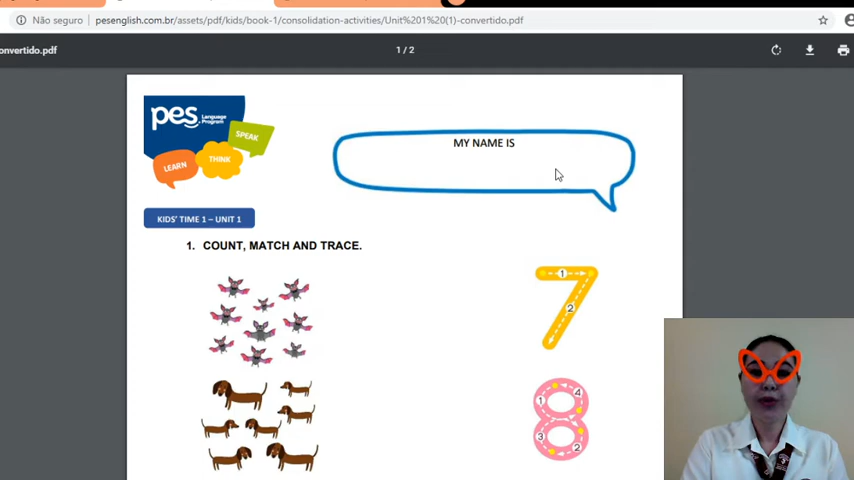 Não seguro | pesenglish.com.br/assets/pdf/kids/book-1/consolidation-activities/Unit%201%20(1)-convertido.pdf
onvertido.pdf
1 / 2
pes. Language Program
SPEAK
THINK
LEARN
MY NAME IS
KIDS' TIME 1 – UNIT 1
1. COUNT, MATCH AND TRACE.
7
1
2
8
1
4
3
2